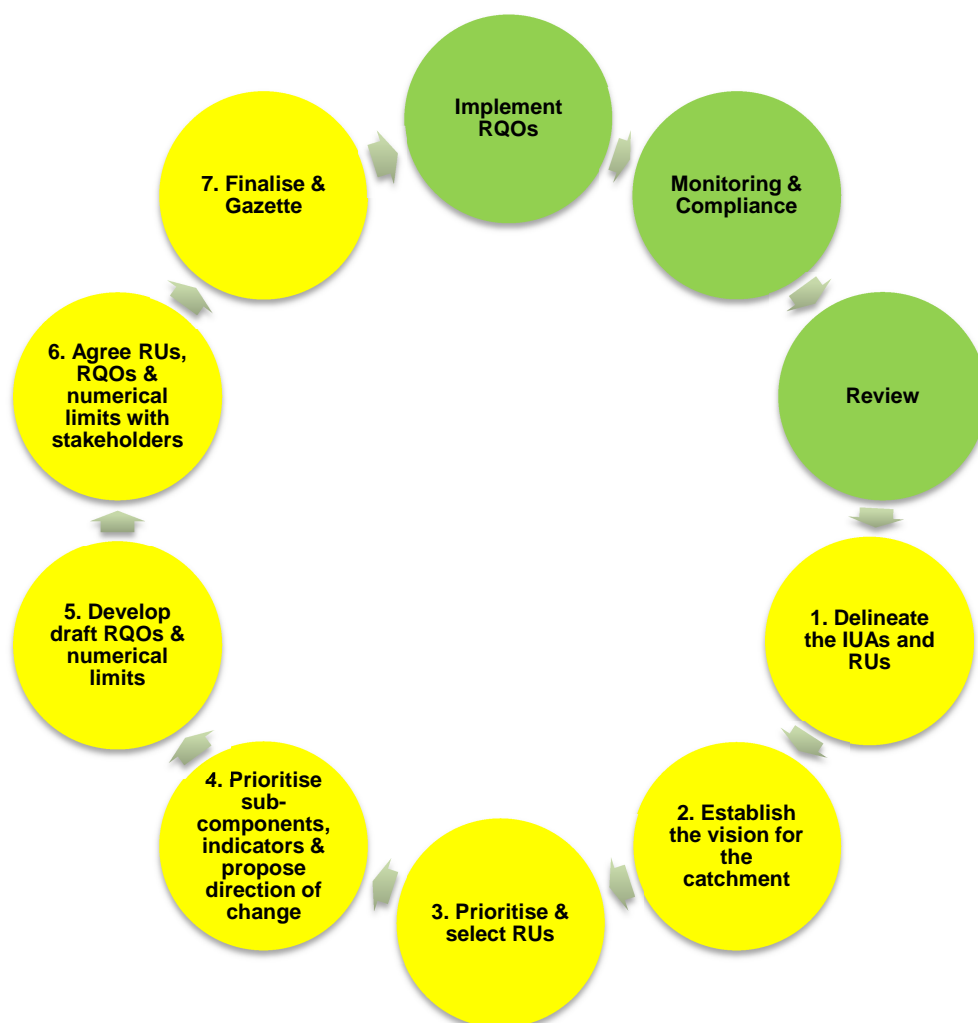 Implement
RQOs
Monitoring &
Compliance
Review
1. Delineate
the IUAs and
RUs
2. Establish
the vision for
the
catchment
3. Prioritise &
select RUs
4. Prioritise
sub-
components,
indicators &
propose
direction of
change
5. Develop
draft RQOs &
numerical
limits
6. Agree RUs,
RQOs &
numerical
limits with
stakeholders
7. Finalise &
Gazette